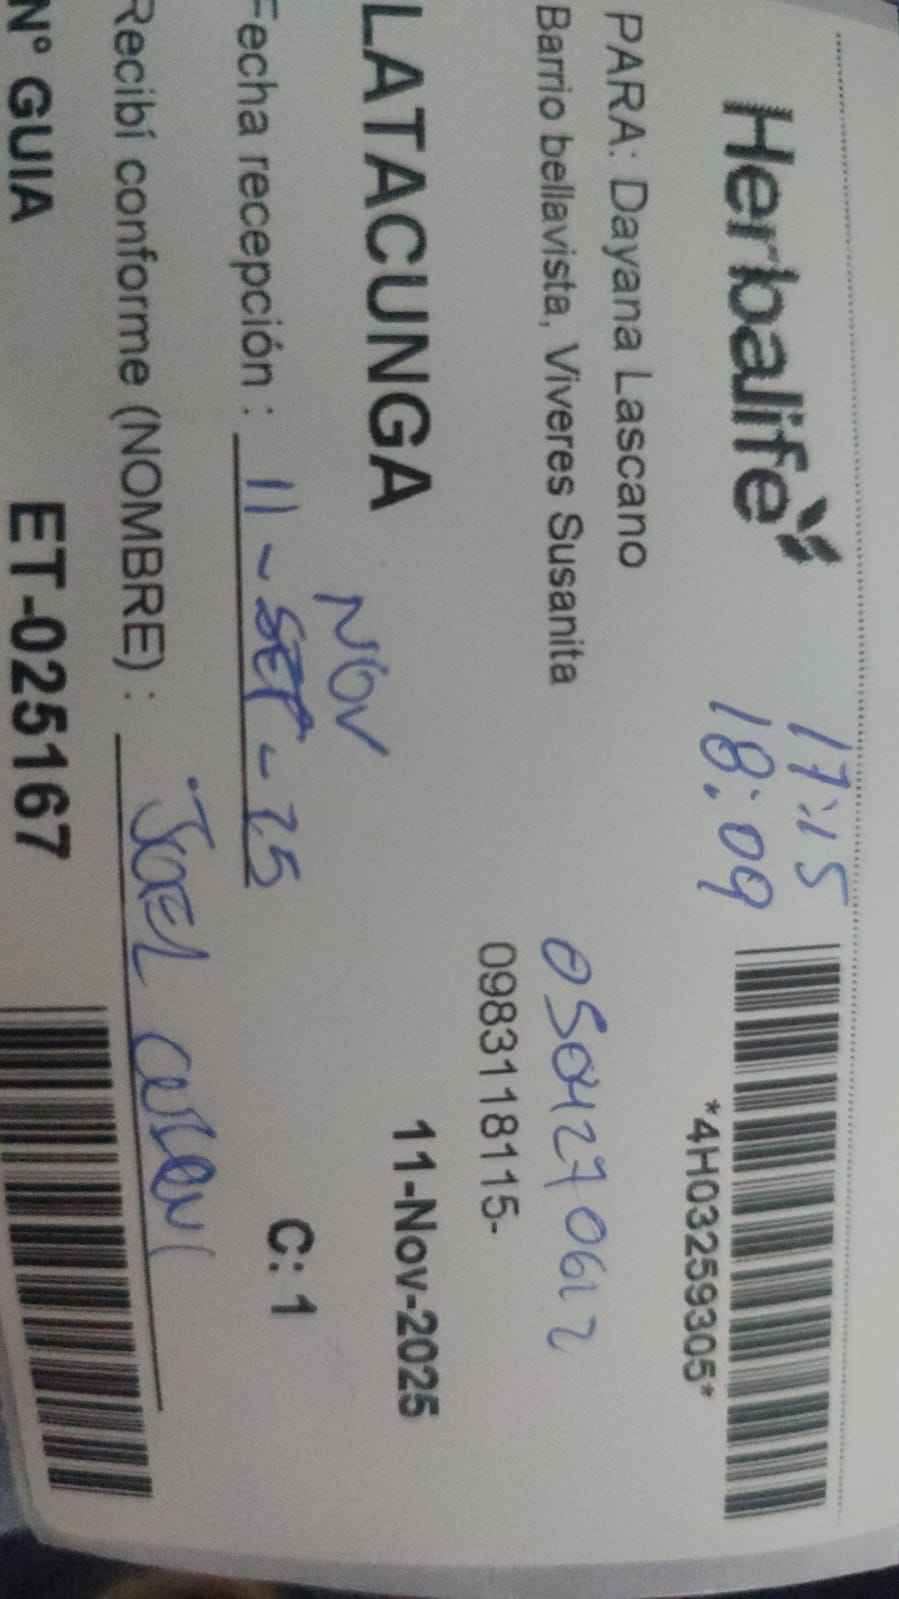 Herbalife
17:15
18:09
*4H03259305*
PARA: Dayana Lascano
Barrio bellavista, Viveres Susanita
0504270612
0983118115-
LATACUNGA
11-Nov-2025
NOV
Fecha recepción : 11-SEP-25
C: 1
Recibí conforme (NOMBRE) : JOEL
N° GUIA ET-025167